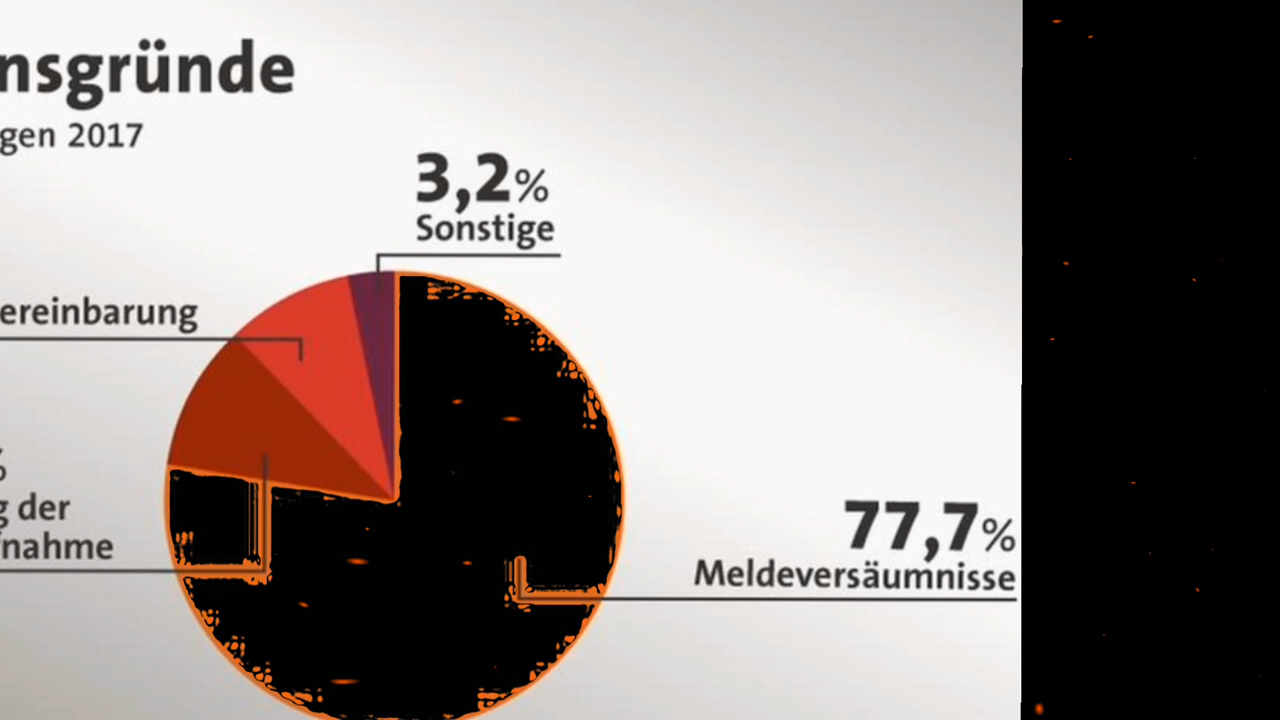 nsgründe
gen 2017
3,2%
Sonstige
ereinbarung
%
g der
nahme
77,7%
Meldeversäumnisse